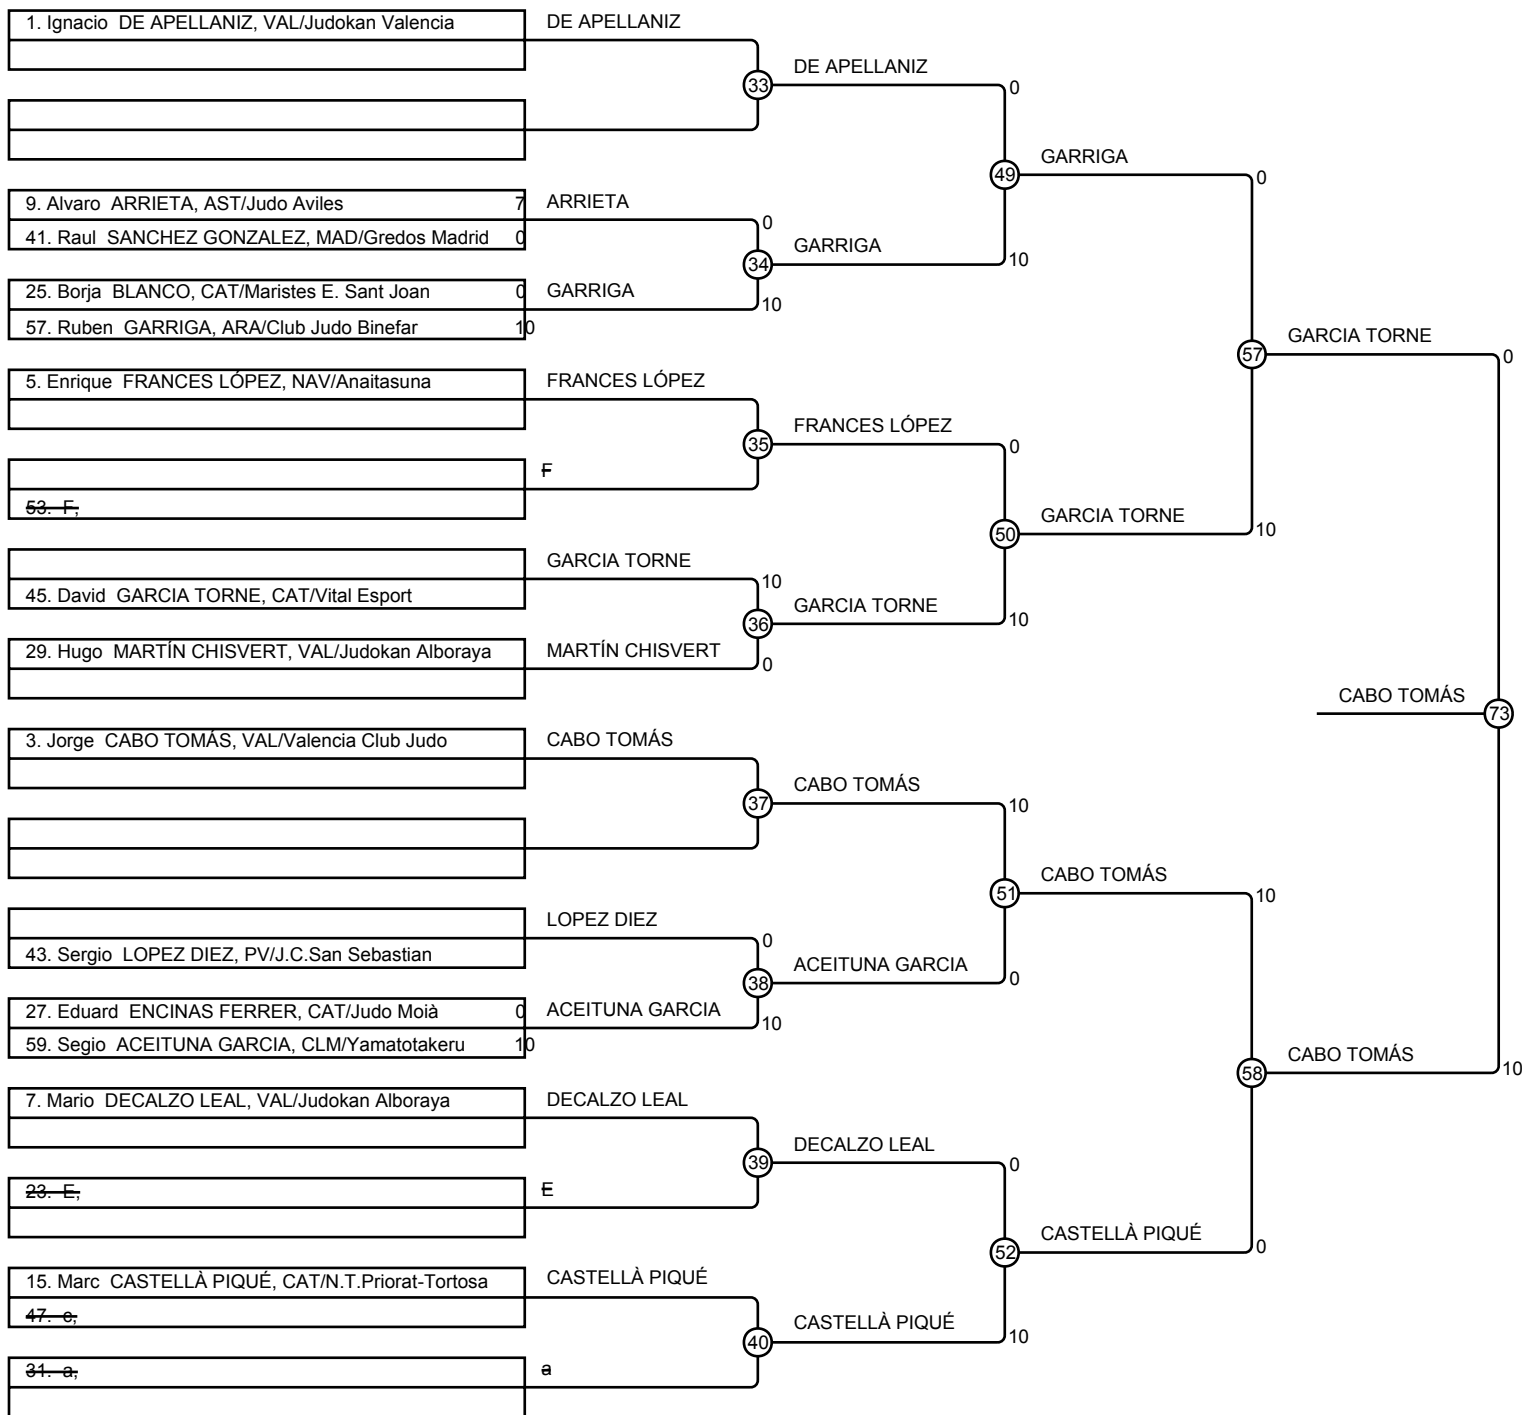 1. Ignacio  DE APELLANIZ, VAL/Judokan Valencia
DE APELLANIZ
33
DE APELLANIZ
0
49
GARRIGA
0
9. Alvaro  ARRIETA, AST/Judo Aviles 7
41. Raul  SANCHEZ GONZALEZ, MAD/Gredos Madrid 0
ARRIETA
0
34
GARRIGA
10
25. Borja  BLANCO, CAT/Maristes E. Sant Joan 0
57. Ruben  GARRIGA, ARA/Club Judo Binefar 10
GARRIGA
10
57
GARCIA TORNE
0
5. Enrique  FRANCES LÓPEZ, NAV/Anaitasuna
FRANCES LÓPEZ
35
FRANCES LÓPEZ
0
53.  F,
F
50
GARCIA TORNE
10
45. David  GARCIA TORNE, CAT/Vital Esport
GARCIA TORNE
10
36
GARCIA TORNE
10
29. Hugo  MARTÍN CHISVERT, VAL/Judokan Alboraya
MARTÍN CHISVERT
0
CABO TOMÁS
73
3. Jorge  CABO TOMÁS, VAL/Valencia Club Judo
CABO TOMÁS
37
CABO TOMÁS
10
51
CABO TOMÁS
10
43. Sergio  LOPEZ DIEZ, PV/J.C.San Sebastian
LOPEZ DIEZ
0
38
ACEITUNA GARCIA
0
27. Eduard  ENCINAS FERRER, CAT/Judo Moià 0
59. Segio  ACEITUNA GARCIA, CLM/Yamatotakeru 10
ACEITUNA GARCIA
10
58
CABO TOMÁS
10
7. Mario  DECALZO LEAL, VAL/Judokan Alboraya
DECALZO LEAL
39
DECALZO LEAL
0
23.  E,
E
52
CASTELLÀ PIQUÉ
0
15. Marc  CASTELLÀ PIQUÉ, CAT/N.T.Priorat-Tortosa
47.  c,
CASTELLÀ PIQUÉ
40
CASTELLÀ PIQUÉ
10
31.  a,
a